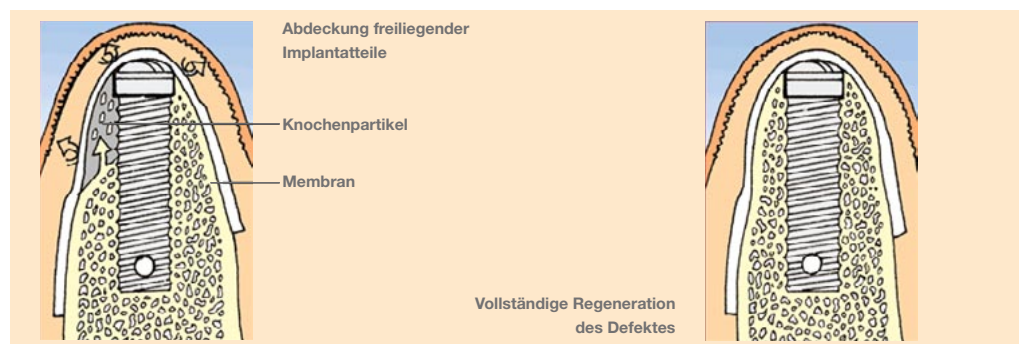 Abdeckung freiliegender
Implantatteile
Knochenpartikel
Membran
Vollständige Regeneration
des Defektes